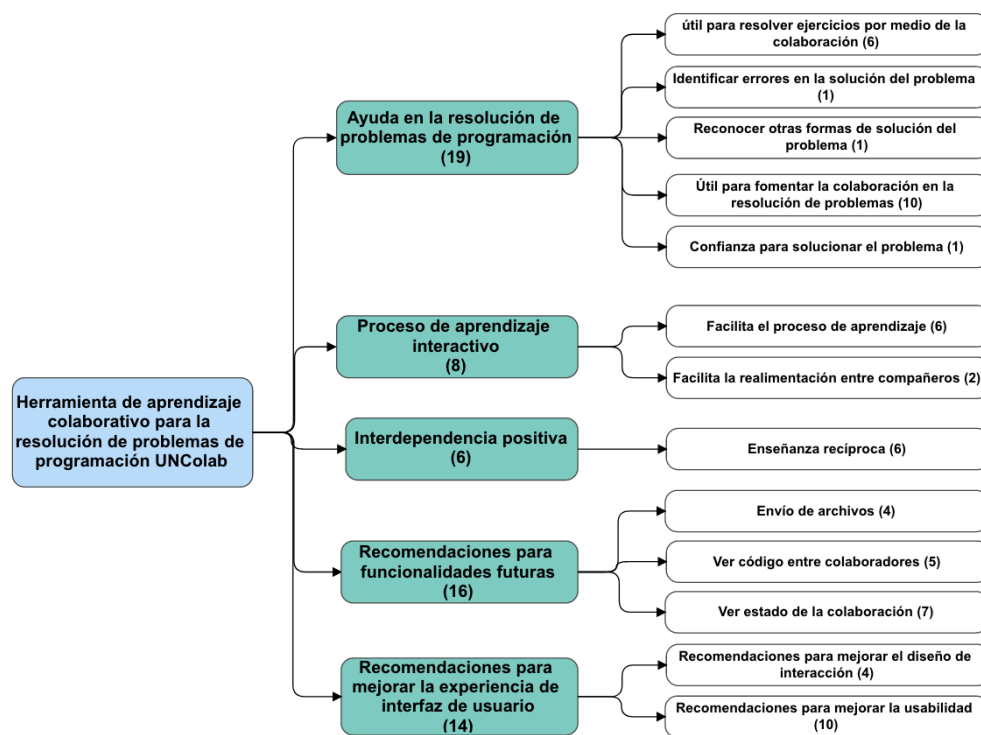 útil para resolver ejercicios por medio de la
colaboración (6)
Identificar errores en la solución del problema
(1)
Ayuda en la resolución de
problemas de programación
(19)
Reconocer otras formas de solución del
problema (1)
Útil para fomentar la colaboración en la
resolución de problemas (10)
Confianza para solucionar el problema (1)
Proceso de aprendizaje
interactivo
(8)
Facilita el proceso de aprendizaje (6)
Facilita la realimentación entre compañeros (2)
Herramienta de aprendizaje
colaborativo para la
resolución de problemas de
programación UNColab
Interdependencia positiva
(6)
Enseñanza recíproca (6)
Recomendaciones para
funcionalidades futuras
(16)
Envío de archivos (4)
Ver código entre colaboradores (5)
Ver estado de la colaboración (7)
Recomendaciones para
mejorar la experiencia de
interfaz de usuario
(14)
Recomendaciones para mejorar el diseño de
interacción (4)
Recomendaciones para mejorar la usabilidad
(10)